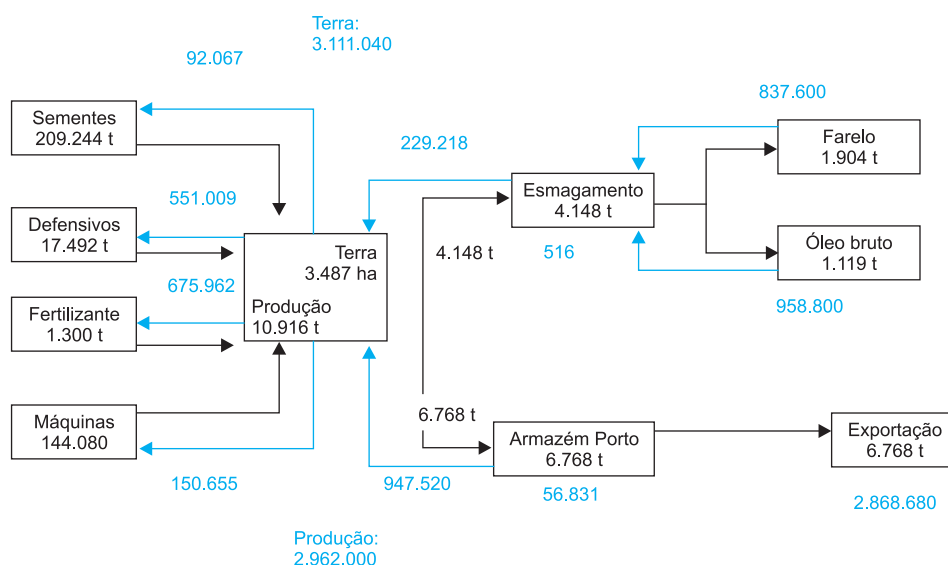 Terra:
3.111.040
92.067
Sementes
209.244 t
551.009
Defensivos
17.492 t
675.962
Fertilizante
1.300 t
Máquinas
144.080
150.655
Terra
3.487 ha
Produção
10.916 t
229.218
4.148 t
6.768 t
947.520
Produção:
2.962.000
Esmagamento
4.148 t
516
Armazém Porto
6.768 t
56.831
837.600
Farelo
1.904 t
Óleo bruto
1.119 t
958.800
Exportação
6.768 t
2.868.680